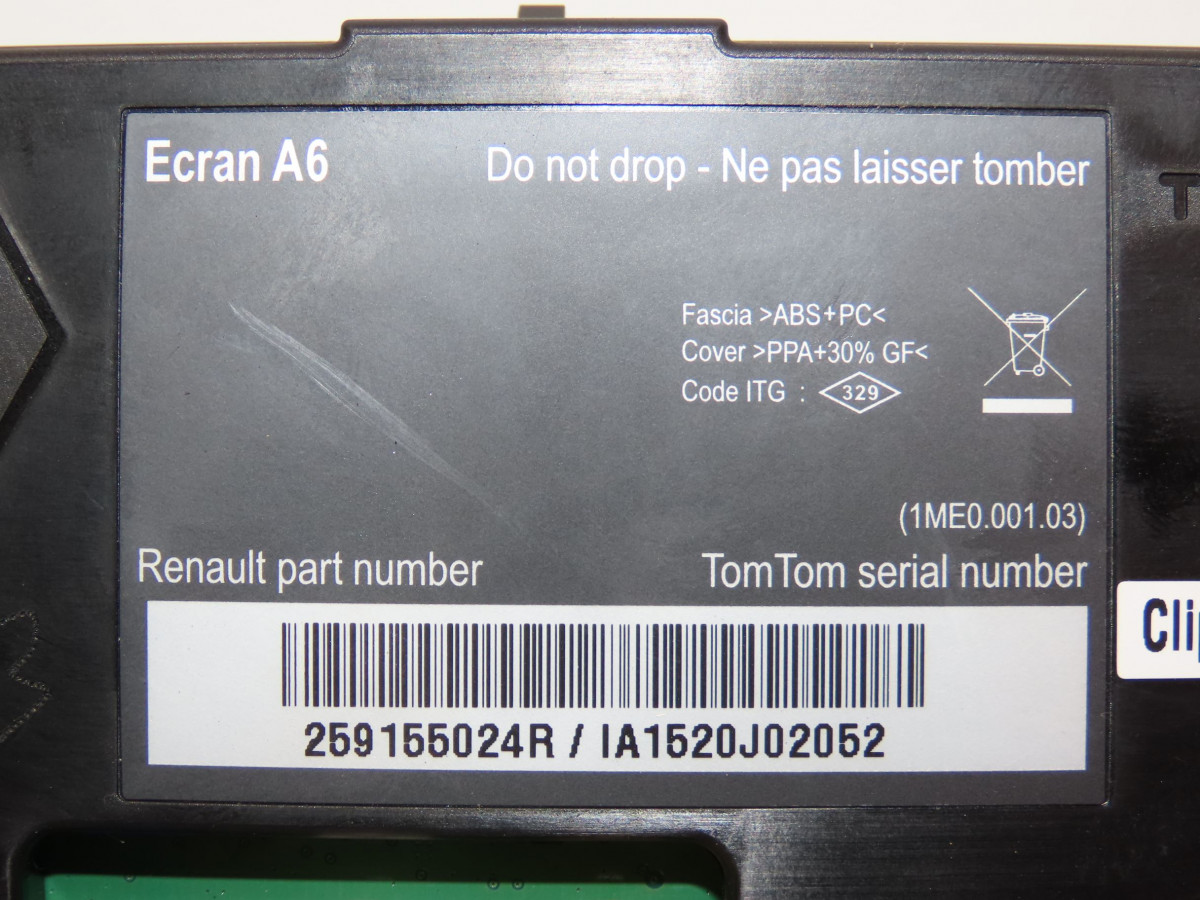 Ecran A6
Do not drop - Ne pas laisser tomber
Fascia >ABS+PC<
Cover >PPA+30% GF<
Code ITG : 329
(1ME0.001.03)
Renault part number
TomTom serial number
259155024R / IA1520J02052